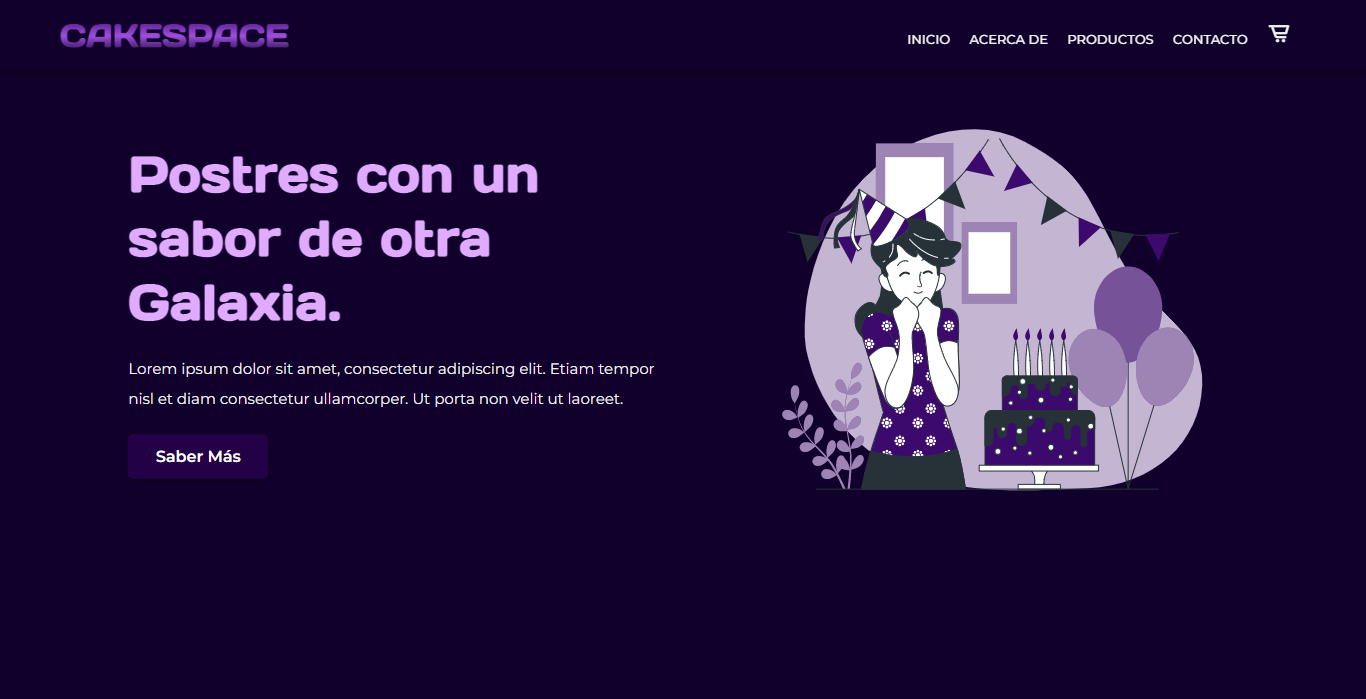 CAKESPACE
INICIO ACERCA DE PRODUCTOS CONTACTO
Postres con un
sabor de otra
Galaxia.
Lorem ipsum dolor sit amet, consectetur adipiscing elit. Etiam tempor
nisl et diam consectetur ullamcorper. Ut porta non velit ut laoreet.
Saber Más